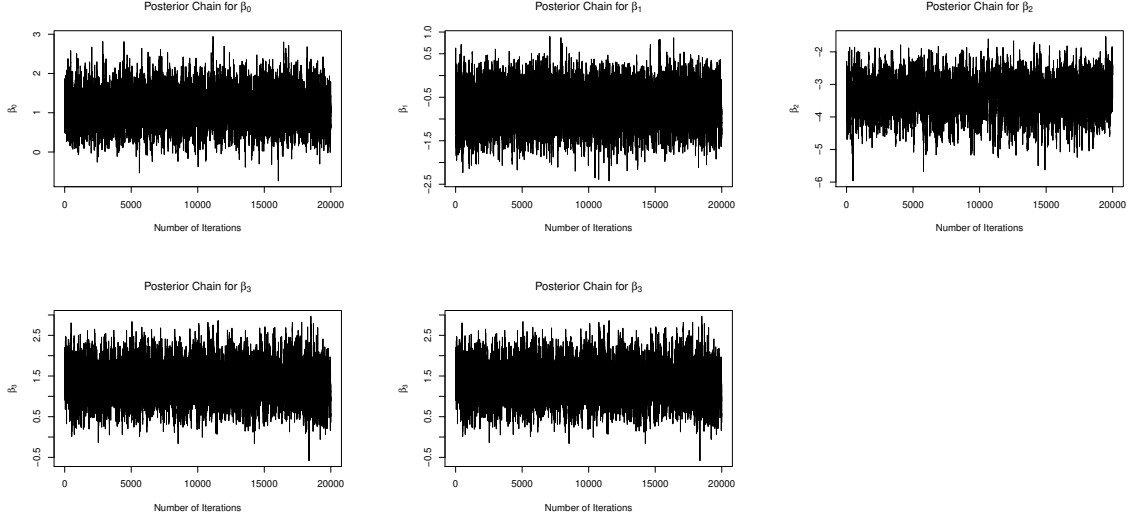 Posterior Chain for β₀
Posterior Chain for β₁
Posterior Chain for β₂
β₀
3
2
1
0
0 5000 10000 15000 20000
Number of Iterations
β₁
1.0
0.5
−0.5
−1.5
−2.5
0 5000 10000 15000 20000
Number of Iterations
β₂
−2
−3
−4
−5
−6
0 5000 10000 15000 20000
Number of Iterations
Posterior Chain for β₃
Posterior Chain for β₃
β₃
2.5
1.5
0.5
−0.5
0 5000 10000 15000 20000
Number of Iterations
β₃
2.5
1.5
0.5
−0.5
0 5000 10000 15000 20000
Number of Iterations